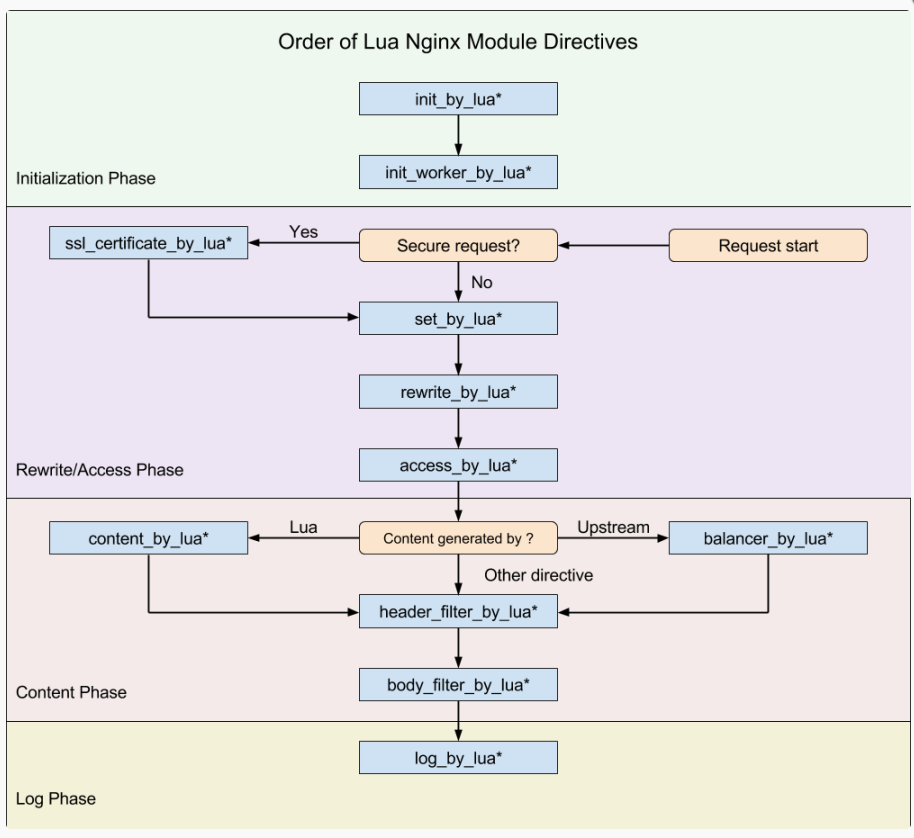 Order of Lua Nginx Module Directives
init_by_lua*
init_worker_by_lua*
Initialization Phase
ssl_certificate_by_lua*
Yes
Secure request?
Request start
No
set_by_lua*
rewrite_by_lua*
access_by_lua*
Rewrite/Access Phase
content_by_lua*
Lua
Content generated by ?
Upstream
balancer_by_lua*
Other directive
header_filter_by_lua*
body_filter_by_lua*
Content Phase
log_by_lua*
Log Phase